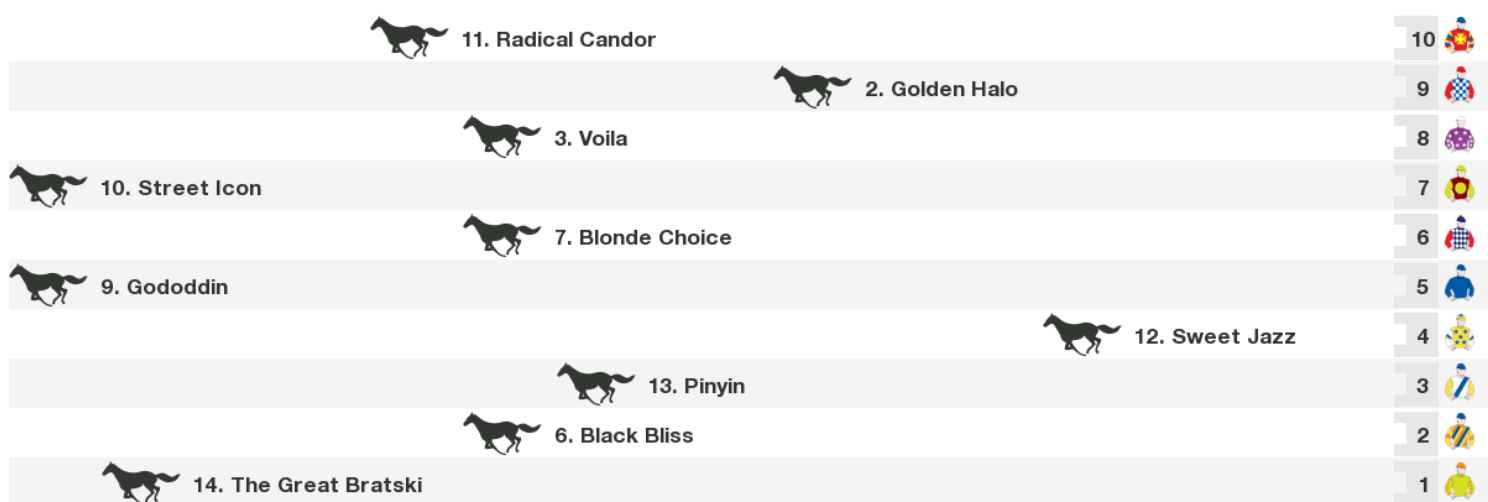 11. Radical Candor 10
2. Golden Halo 9
3. Voila 8
10. Street Icon 7
7. Blonde Choice 6
9. Gododdin 5
12. Sweet Jazz 4
13. Pinyin 3
6. Black Bliss 2
14. The Great Bratski 1